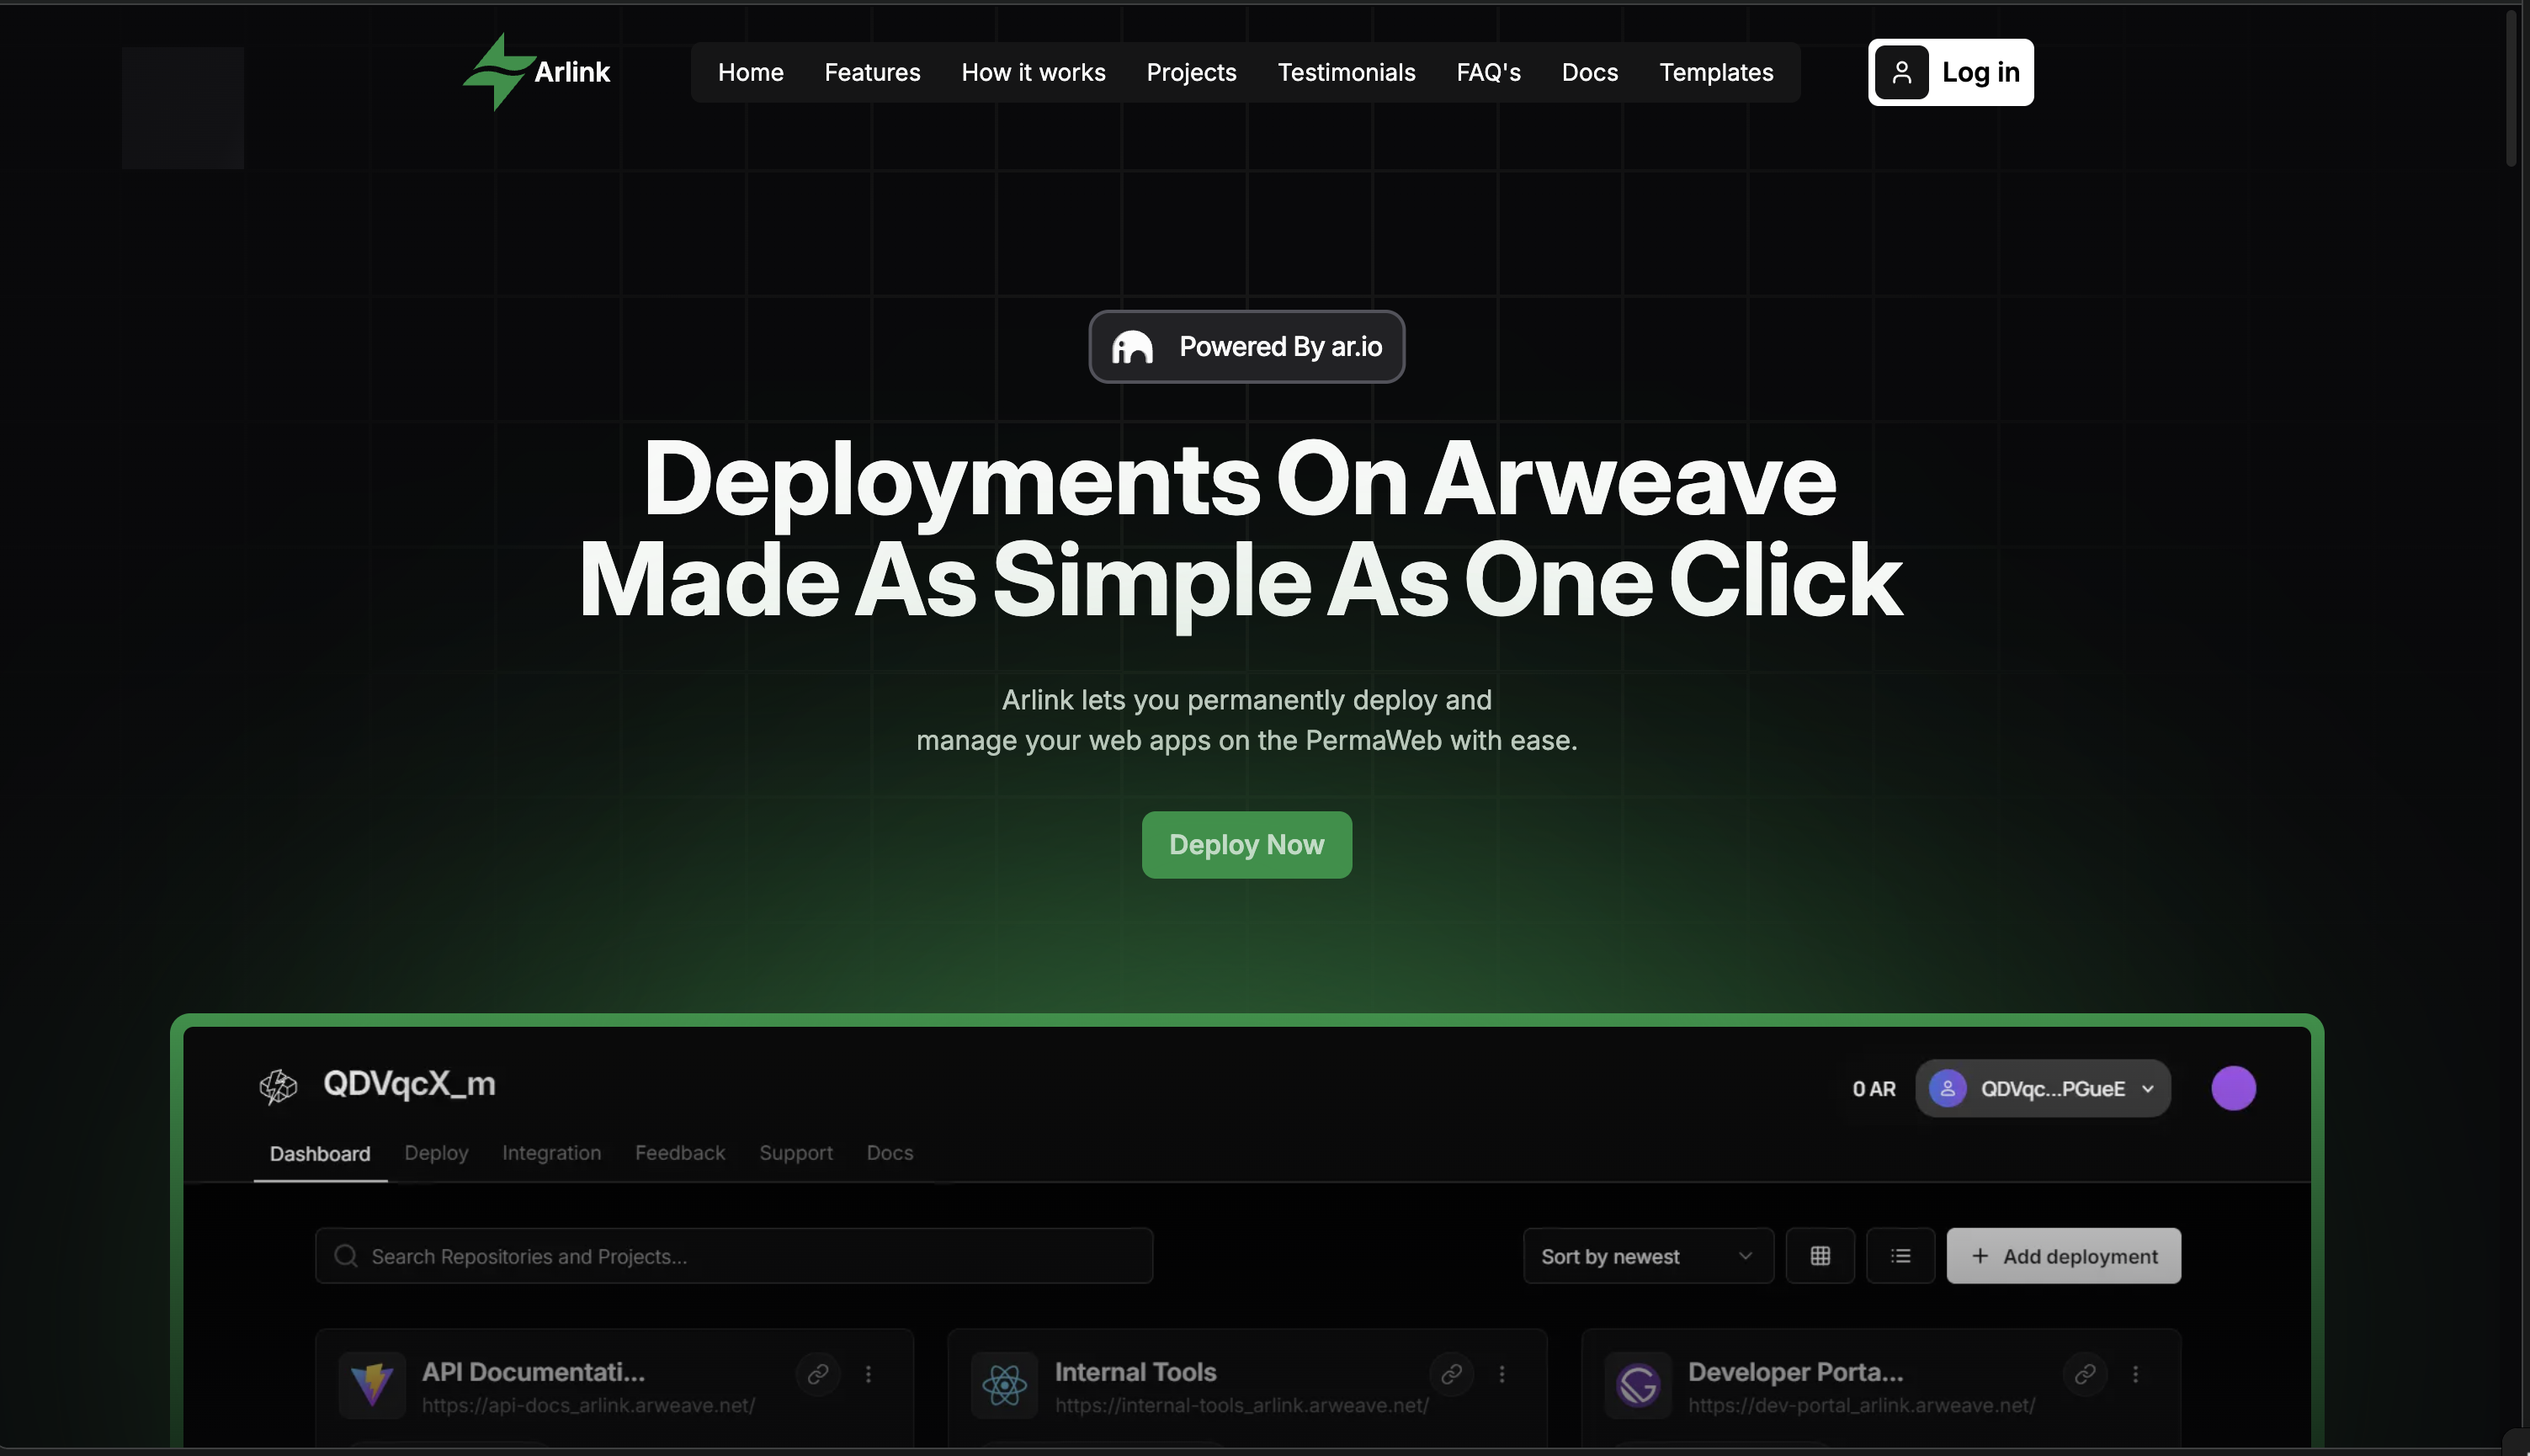 Arlink
Home Features How it works Projects Testimonials FAQ's Docs Templates
Log in
Powered By ar.io
Deployments On Arweave
Made As Simple As One Click
Arlink lets you permanently deploy and
manage your web apps on the PermaWeb with ease.
Deploy Now
QDVqcX_m
0 AR
QDVqc...PGueE
Dashboard Deploy Integration Feedback Support Docs
Search Repositories and Projects...
Sort by newest
Add deployment
API Documentati...
https://api-docs_arlink.arweave.net/
Internal Tools
https://internal-tools_arlink.arweave.net/
Developer Porta...
https://dev-portal_arlink.arweave.net/